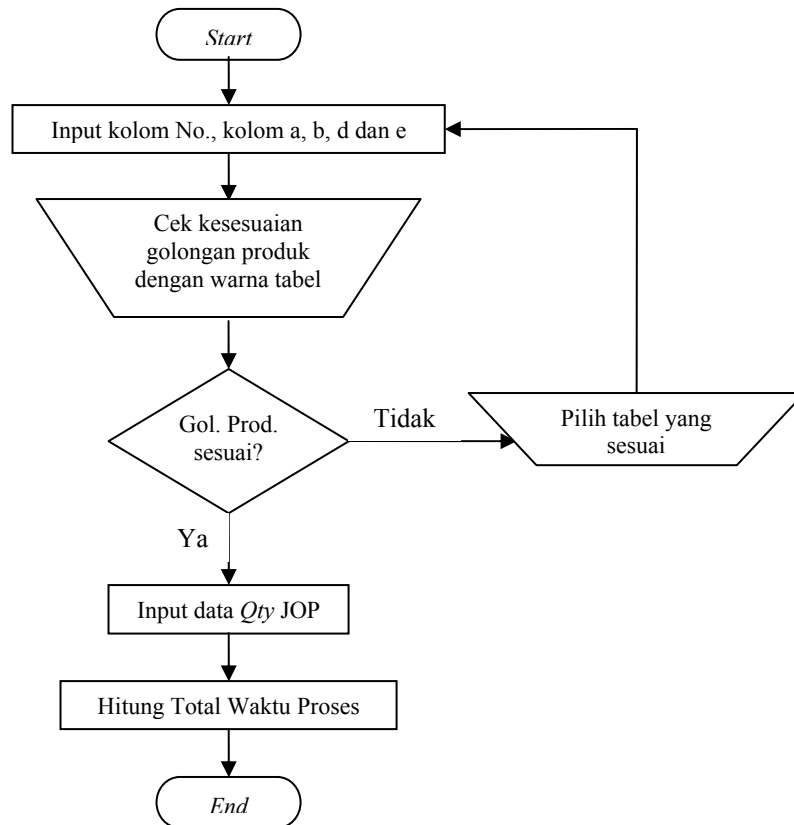 Start
Input kolom No., kolom a, b, d dan e
Cek kesesuaian
golongan produk
dengan warna tabel
Gol. Prod.
sesuai?
Tidak
Pilih tabel yang
sesuai
Ya
Input data Qty JOP
Hitung Total Waktu Proses
End